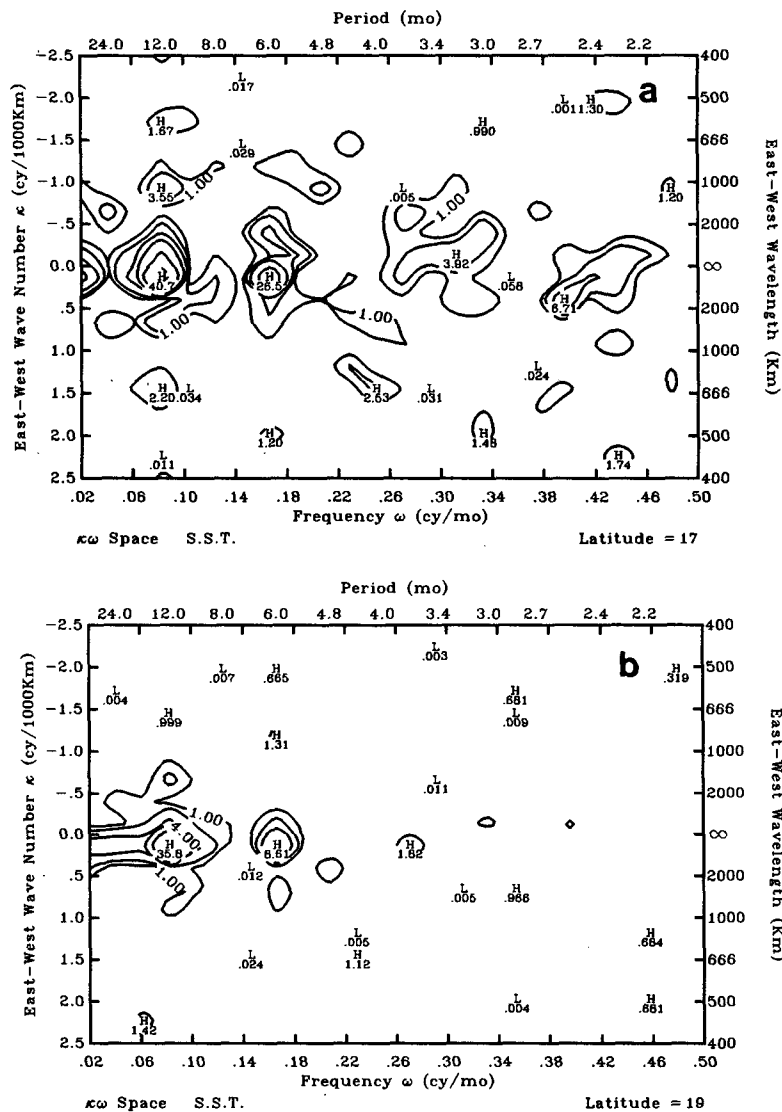 Period (mo)
24.0 12.0 8.0 6.0 4.8 4.0 3.4 3.0 2.7 2.4 2.2
East-West Wave Number κ (cy/1000Km)
-2.5 400
-2.0 500
-1.5 666
-1.0 1000
-.5 2000
0.0 ∞
.5 2000
1.0 1000
1.5 666
2.0 500
2.5 400
East-West Wavelength (Km)
a
L
.017
L H
.001 1.30
H
1.67
H
.990
L
.029
H
3.55
1.00
L
.005
1.00
H
1.20
H
40.7
H
26.5
H
3.92
L
.058
1.00
1.00
H
6.71
L
.024
H
2.20
L
.034
H
2.63
L
.031
H
1.20
H
1.48
L
.011
H
1.74
.02 .06 .10 .14 .18 .22 .26 .30 .34 .38 .42 .46 .50
Frequency ω (cy/mo)
κω Space S.S.T. Latitude = 17
Period (mo)
24.0 12.0 8.0 6.0 4.8 4.0 3.4 3.0 2.7 2.4 2.2
East-West Wave Number κ (cy/1000Km)
-2.5 400
-2.0 500
-1.5 666
-1.0 1000
-.5 2000
0.0 ∞
.5 2000
1.0 1000
1.5 666
2.0 500
2.5 400
East-West Wavelength (Km)
b
L
.003
L
.007
H
.665
H
.319
L
.004
H
.681
H
.999
L
.009
H
1.31
L
.011
1.00
4.00
H
35.8
H
8.61
H
1.82
1.00
L
.012
L
.005
H
.966
L
.005
H
.664
L
.024
H
1.12
L
.004
H
.681
H
1.42
.02 .06 .10 .14 .18 .22 .26 .30 .34 .38 .42 .46 .50
Frequency ω (cy/mo)
κω Space S.S.T. Latitude = 19